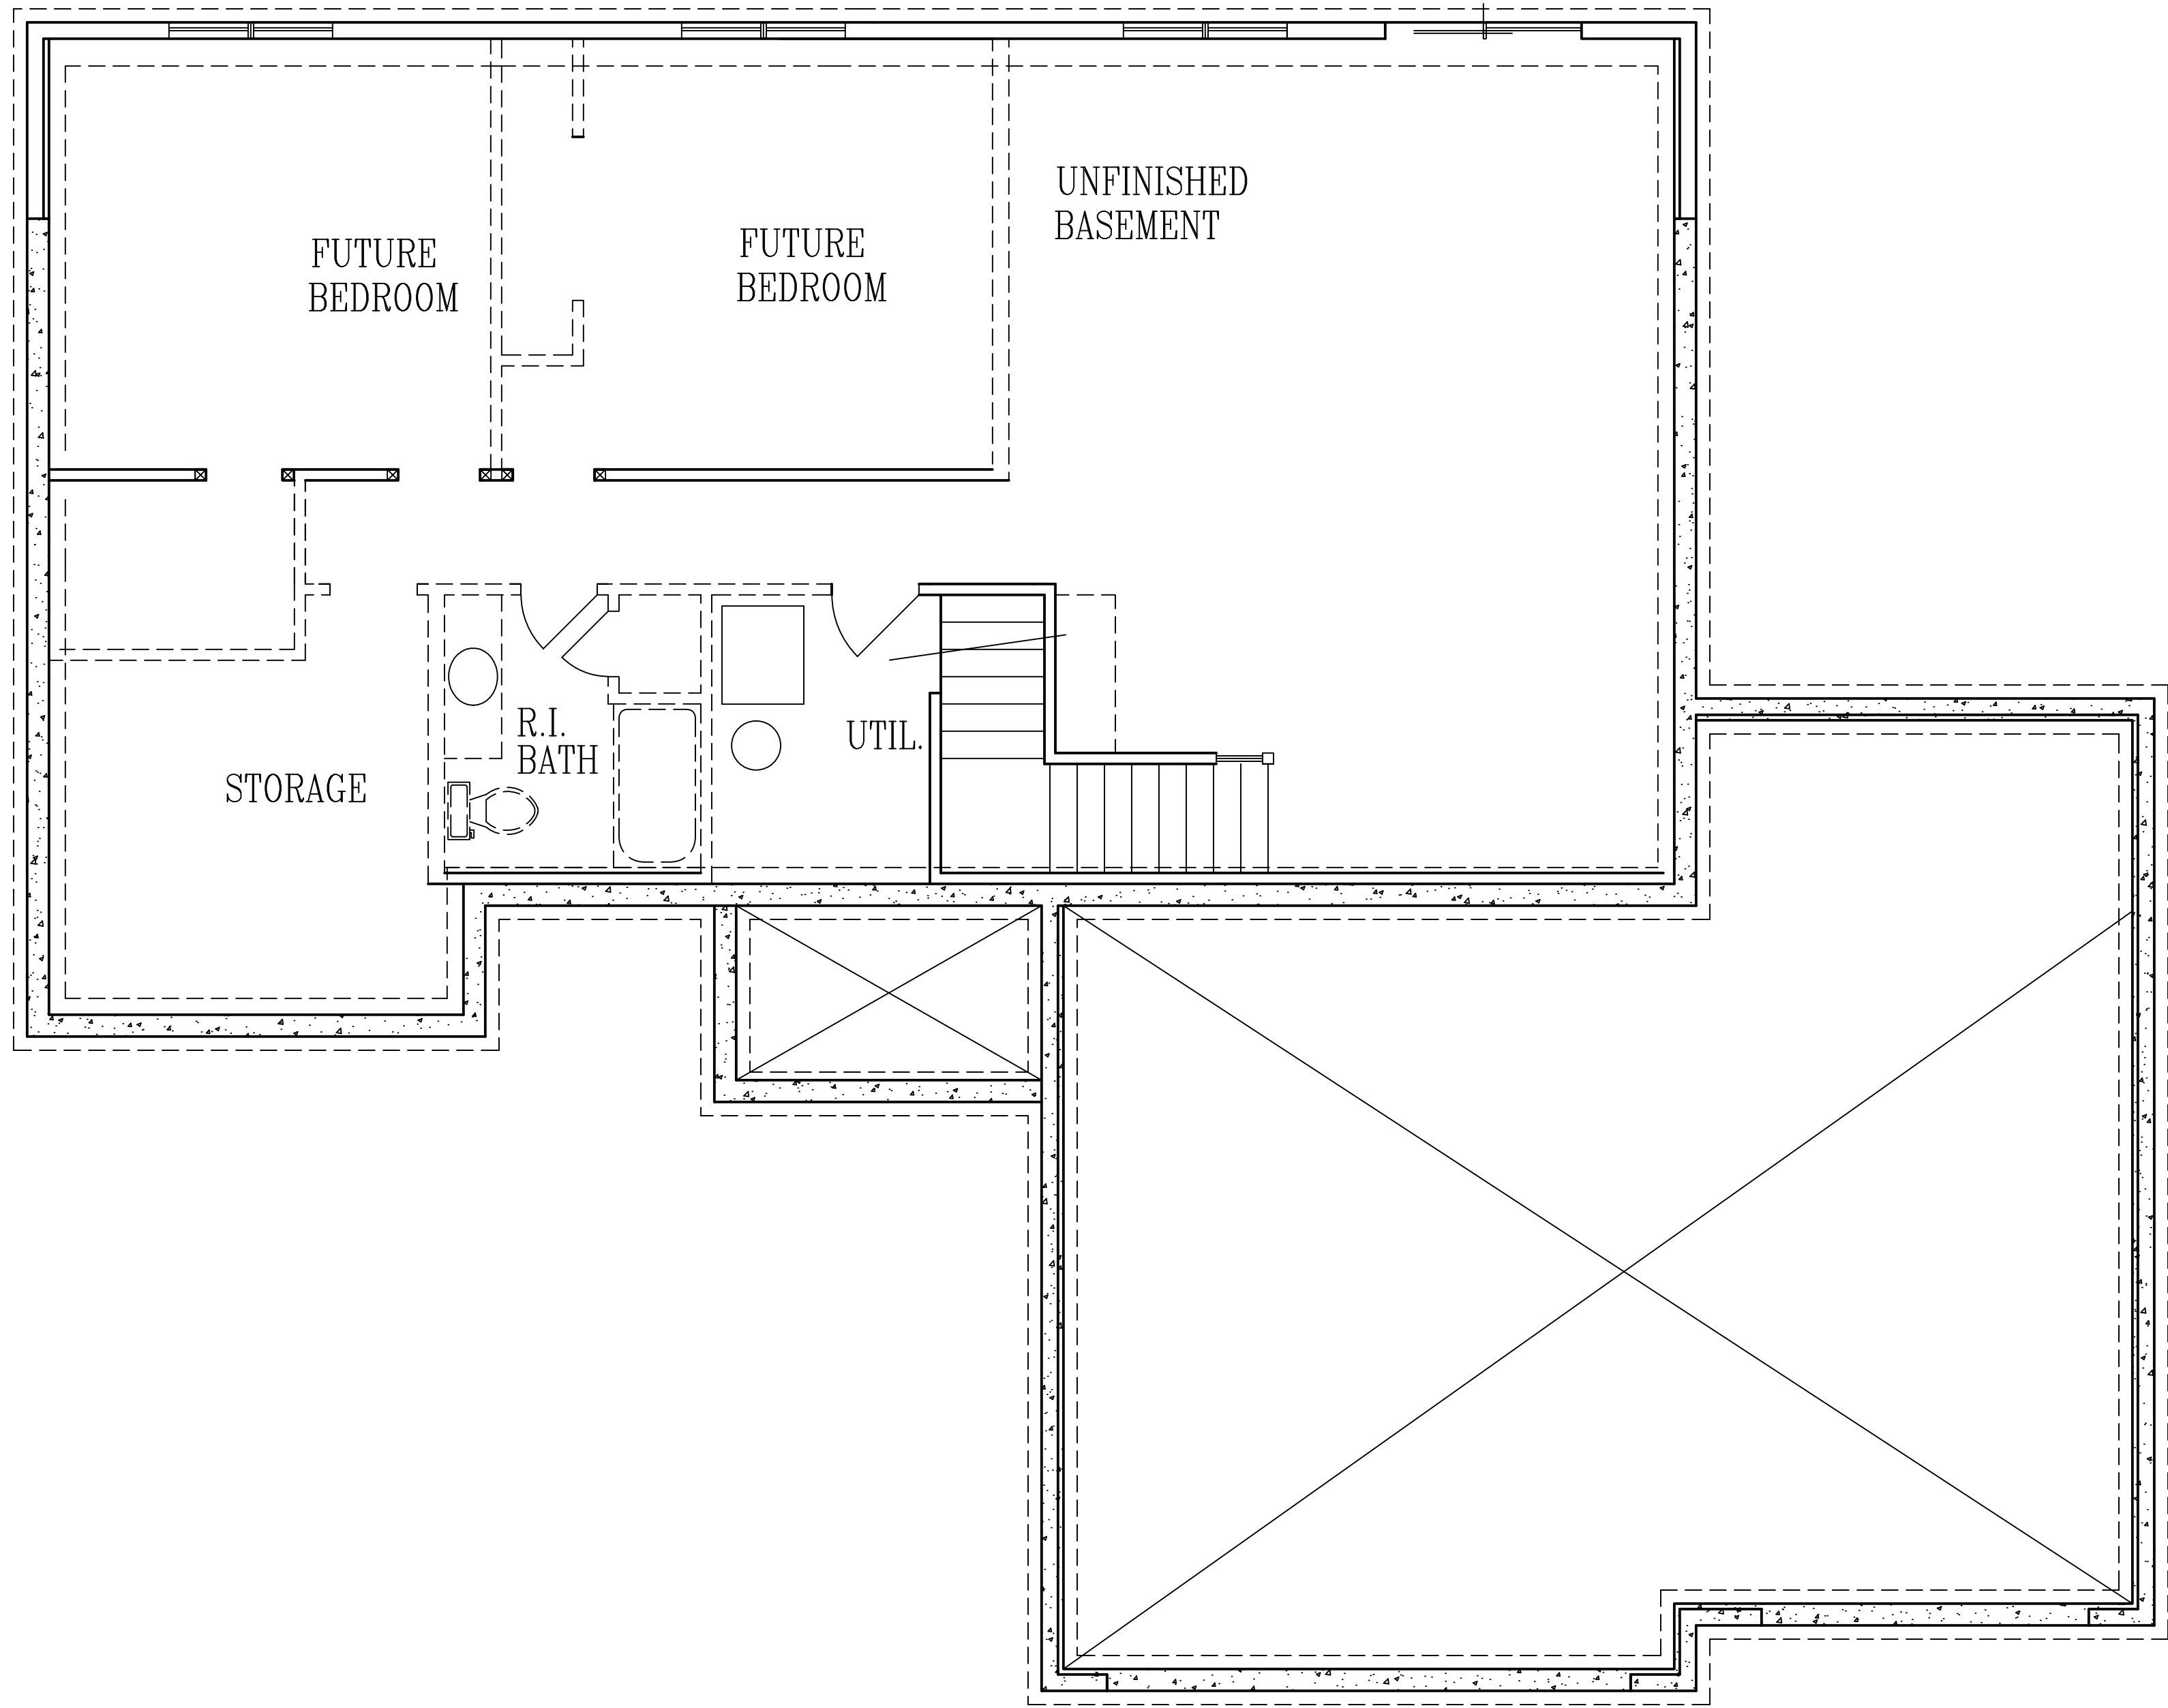 UNFINISHED
BASEMENT
FUTURE
BEDROOM
FUTURE
BEDROOM
R.I.
BATH
UTIL.
STORAGE